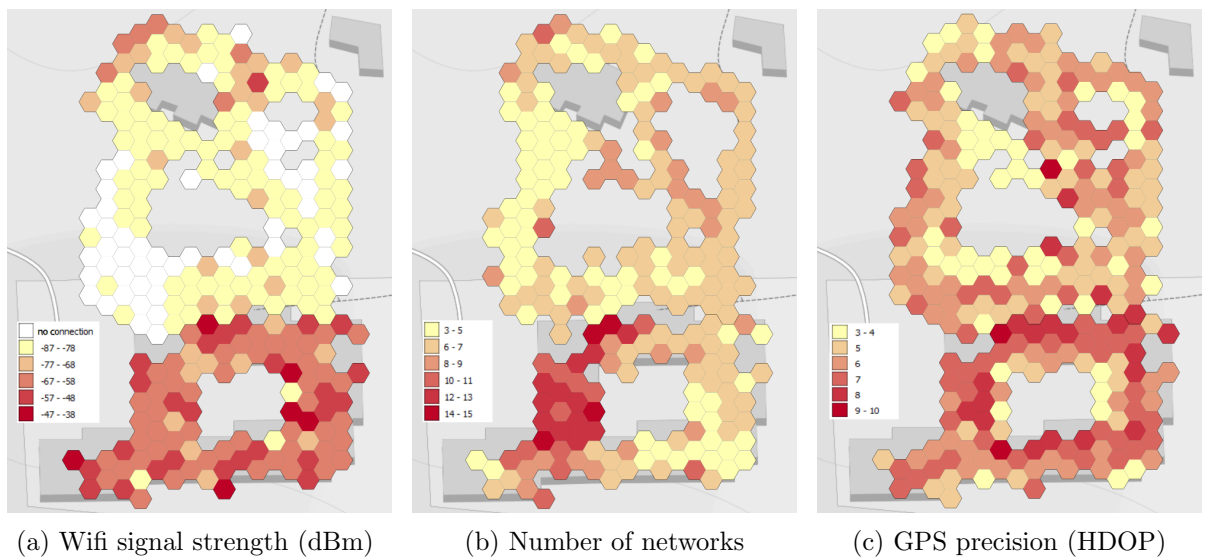 no connection
-87 - -78
-77 - -68
-67 - -58
-57 - -48
-47 - -38
3 - 5
6 - 7
8 - 9
10 - 11
12 - 13
14 - 15
3 - 4
5
6
7
8
9 - 10
(a) Wifi signal strength (dBm)
(b) Number of networks
(c) GPS precision (HDOP)